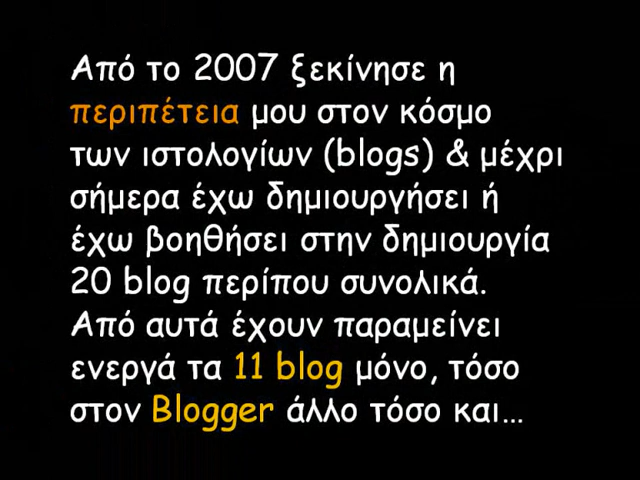 Από το 2007 ξεκίνησε η
περιπέτεια μου στον κόσμο
των ιστολογίων (blogs) & μέχρι
σήμερα έχω δημιουργήσει ή
έχω βοηθήσει στην δημιουργία
20 blog περίπου συνολικά.
Από αυτά έχουν παραμείνει
ενεργά τα 11 blog μόνο, τόσο
στον Blogger άλλο τόσο και...